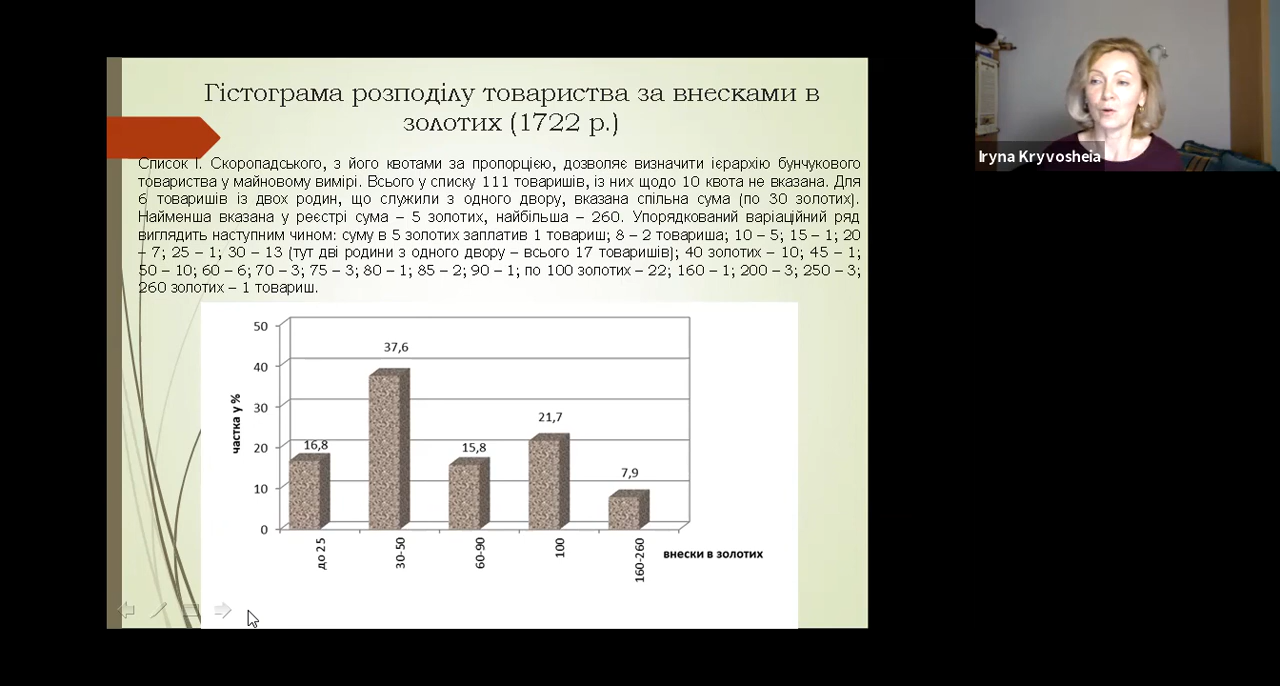 Гістограма розподілу товариства за внесками в
золотих (1722 р.)
Список І. Скоропадського, з його квотами за пропорцією, дозволяє визначити ієрархію бунчукового
товариства у майновому вимірі. Всього у списку 111 товаришів, із них щодо 10 квота не вказана. Для
6 товаришів із двох родин, що служили з одного двору, вказана спільна сума (по 30 золотих).
Найменша вказана у реєстрі сума – 5 золотих, найбільша – 260. Упорядкований варіаційний ряд
виглядить наступним чином: суму в 5 золотих заплатив 1 товариш; 8 – 2 товариша; 10 – 5; 15 – 1; 20
– 7; 25 – 1; 30 – 13 (тут дві родини з одного двору – всього 17 товаришів); 40 золотих – 10; 45 – 1;
50 – 10; 60 – 6; 70 – 3; 75 – 3; 80 – 1; 85 – 2; 90 – 1; по 100 золотих – 22; 160 – 1; 200 – 3; 250 – 3;
260 золотих – 1 товариш.
50
40
30
20
10
0
частка у %
16,8
37,6
15,8
21,7
7,9
до 25
30-50
60-90
100
160-260
внески в золотих
Iryna Kryvosheia